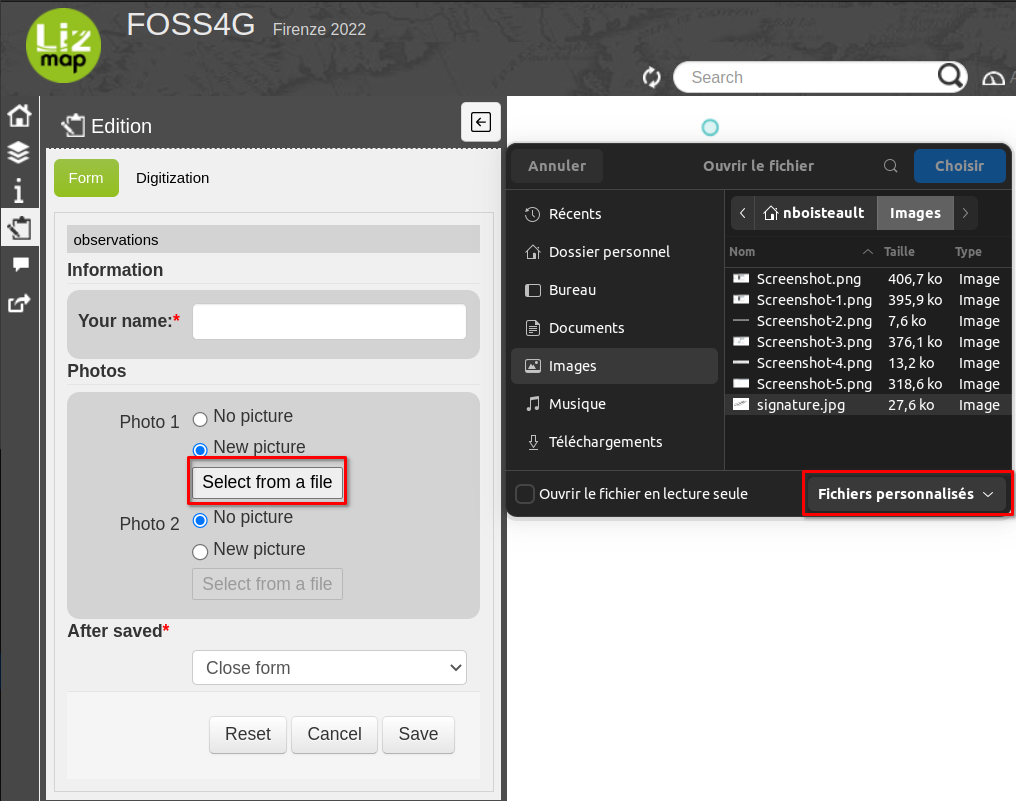 Liz
map
FOSS4G Firenze 2022
Search
Edition
Form Digitization
observations
Information
Your name:*
Photos
Photo 1
No picture
New picture
Select from a file
Photo 2
No picture
New picture
Select from a file
After saved*
Close form
Reset Cancel Save
Annuler Ouvrir le fichier Choisir
Récents
Dossier personnel
Bureau
Documents
Images
Musique
Téléchargements
nboisteault Images
Nom Taille Type
Screenshot.png 406,7 ko Image
Screenshot-1.png 395,9 ko Image
Screenshot-2.png 7,6 ko Image
Screenshot-3.png 376,1 ko Image
Screenshot-4.png 13,2 ko Image
Screenshot-5.png 318,6 ko Image
signature.jpg 27,6 ko Image
Ouvrir le fichier en lecture seule
Fichiers personnalisés